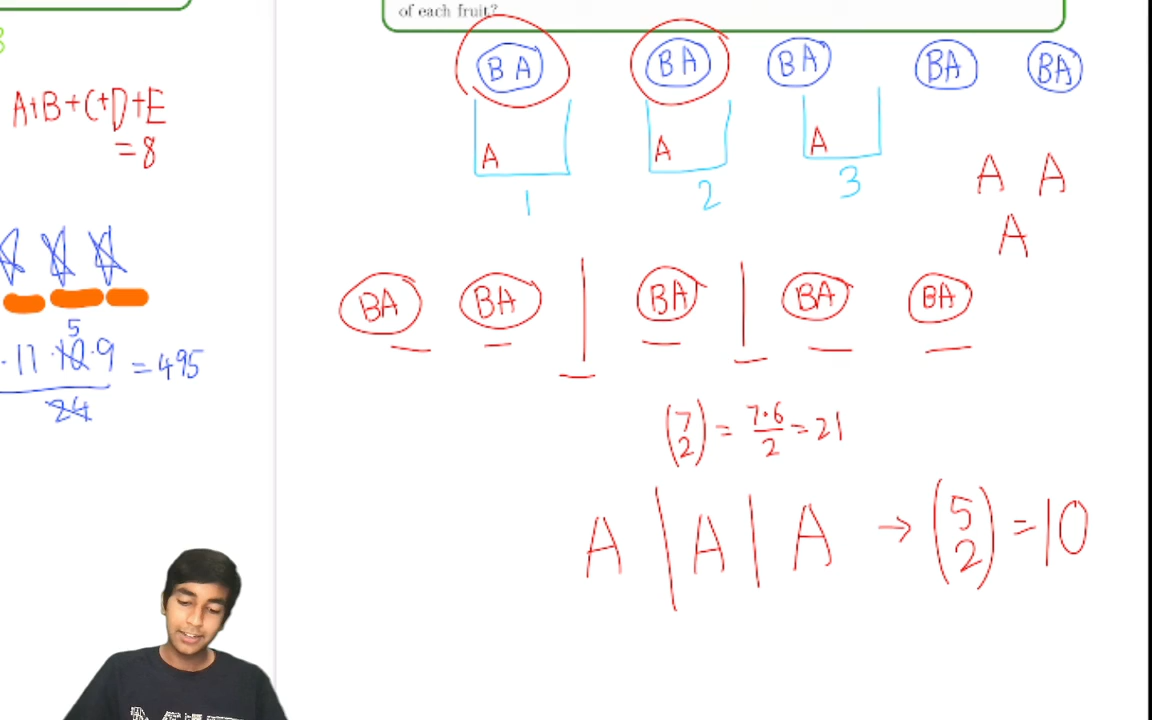 of each fruit?
8
A+B+C+D+E
=8
5
·11·10·9 =495
24
BA BA BA BA BA
A A A
1 2 3
A A
A
BA BA | BA | BA BA
(7 2) = 7·6/2 = 21
A | A | A → (5 2) = 10